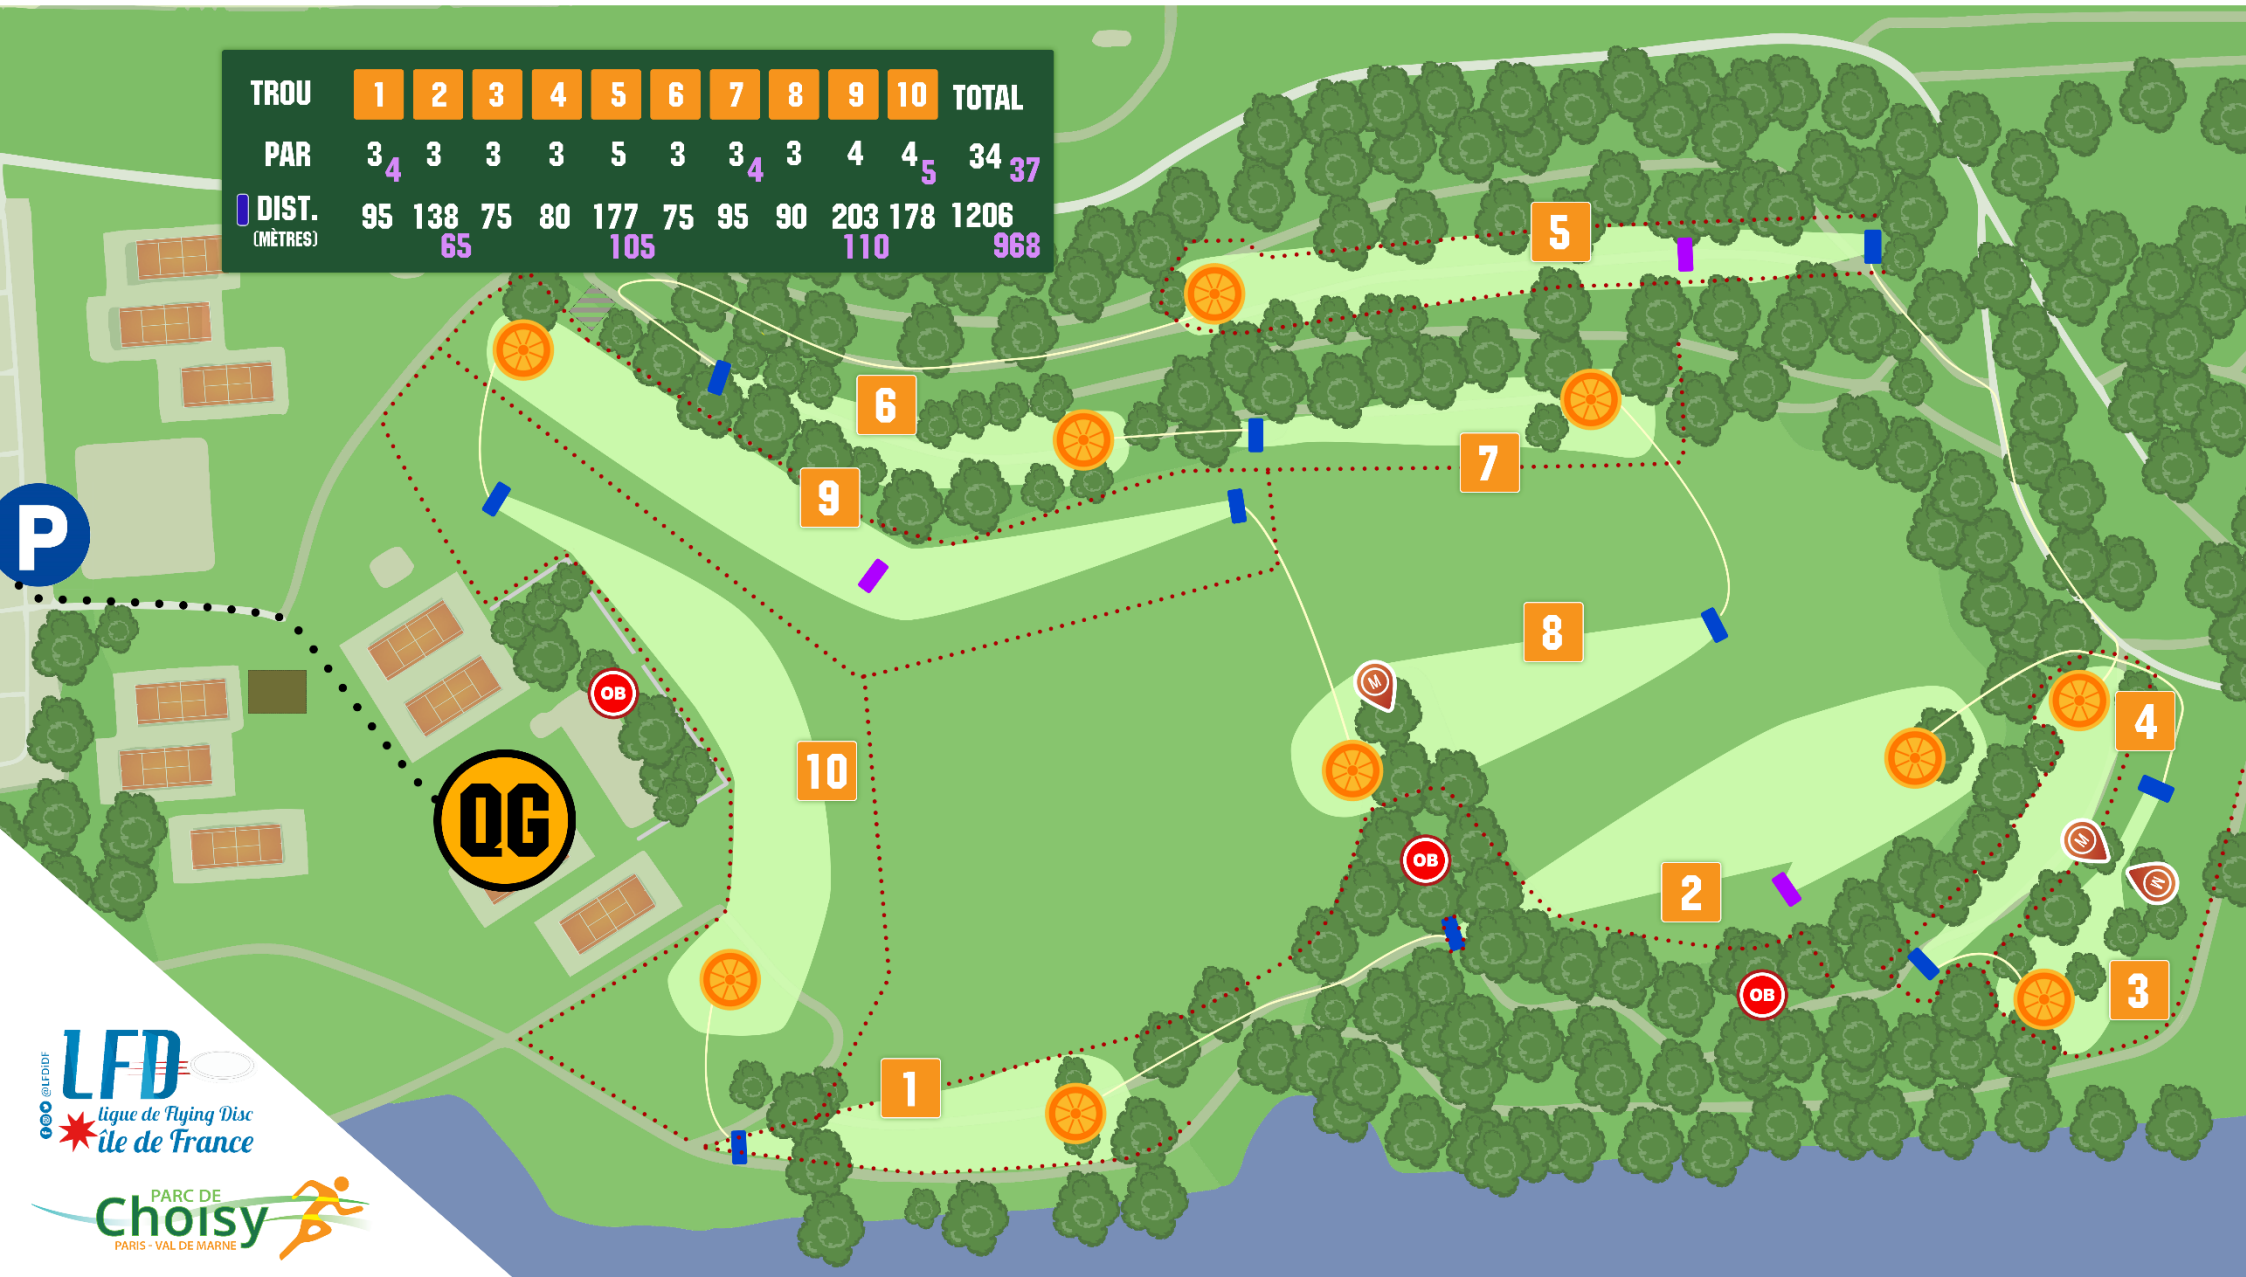 TROU 1 2 3 4 5 6 7 8 9 10 TOTAL
PAR 3 3 3 3 5 3 3 3 4 4 34
4 4 5 37
DIST. 95 138 75 80 177 75 95 90 203 178 1206
(MÈTRES) 65 105 110 968
5
6
7
9
P
8
M
OB
4
10
QG
M
OB
2
M
OB
3
1
@LFDIDF
LFD
ligue de Flying Disc
île de France
PARC DE
Choisy
PARIS - VAL DE MARNE